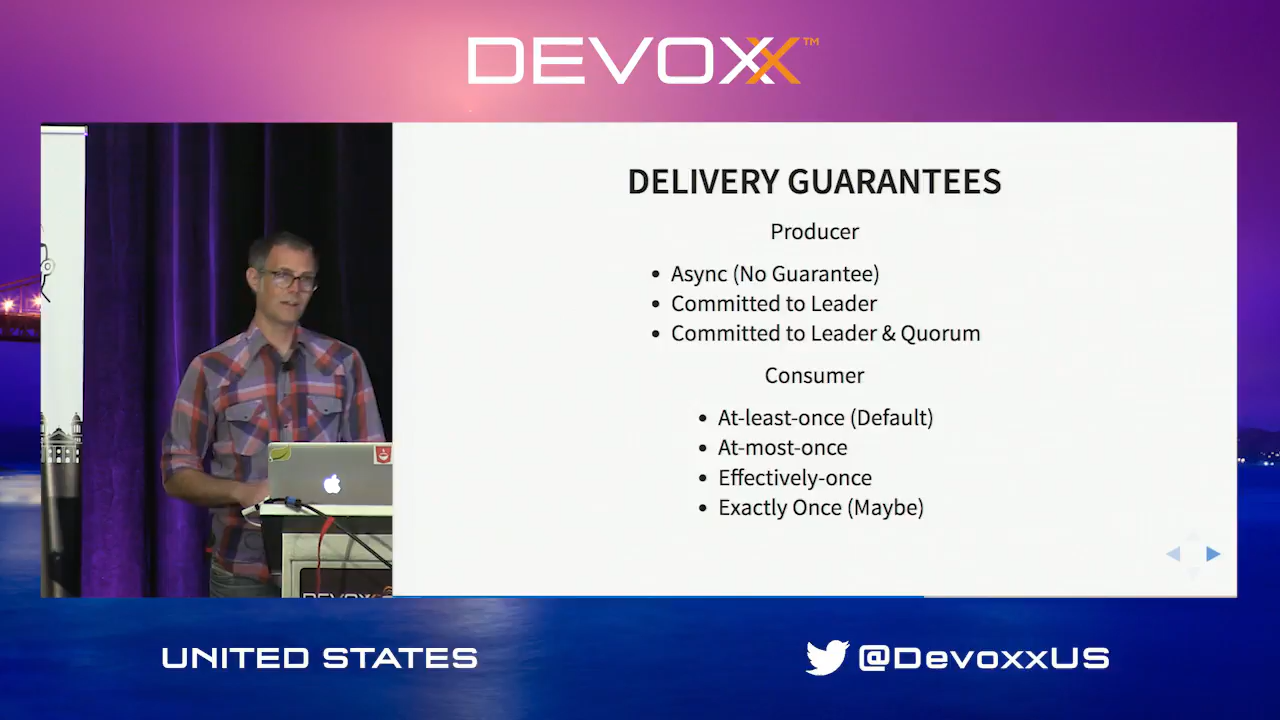 DEVOXX™
DELIVERY GUARANTEES
Producer
• Async (No Guarantee)
• Committed to Leader
• Committed to Leader & Quorum
Consumer
• At-least-once (Default)
• At-most-once
• Effectively-once
• Exactly Once (Maybe)
DEVOXX
UNITED STATES
@DevoxxUS